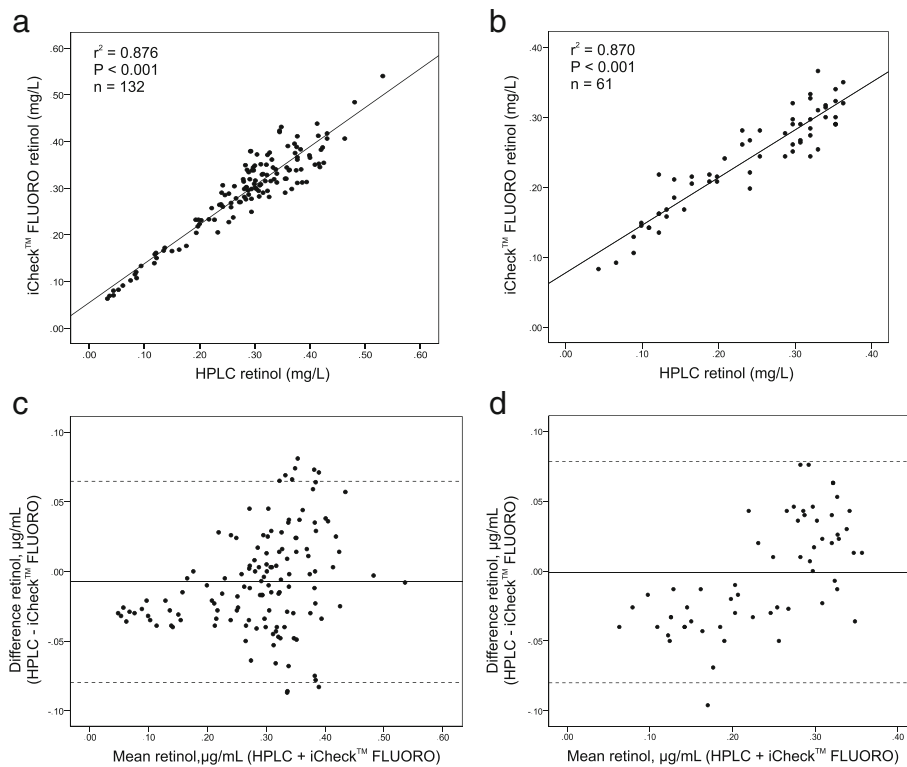 a
r² = 0.876
P < 0.001
n = 132
iCheck™ FLUORO retinol (mg/L)
.60
50
.40
.30
.20
.10
.00
.00 .10 .20 .30 .40 .50 .60
HPLC retinol (mg/L)
b
r² = 0.870
P < 0.001
n = 61
iCheck™ FLUORO retinol (mg/L)
.40
.30
.20
.10
.00
.00 .10 .20 .30 .40
HPLC retinol (mg/L)
c
Difference retinol, µg/mL
(HPLC - iCheck™ FLUORO)
.10
.05
.00
-.05
-.10
.00 .10 .20 .30 .40 .50 .60
Mean retinol,µg/mL (HPLC + iCheck™ FLUORO)
d
Difference retinol, µg/mL
(HPLC - iCheck™ FLUORO)
.10
.05
.00
-.05
-.10
.00 .10 .20 .30 .40
Mean retinol, µg/mL (HPLC + iCheck™ FLUORO)